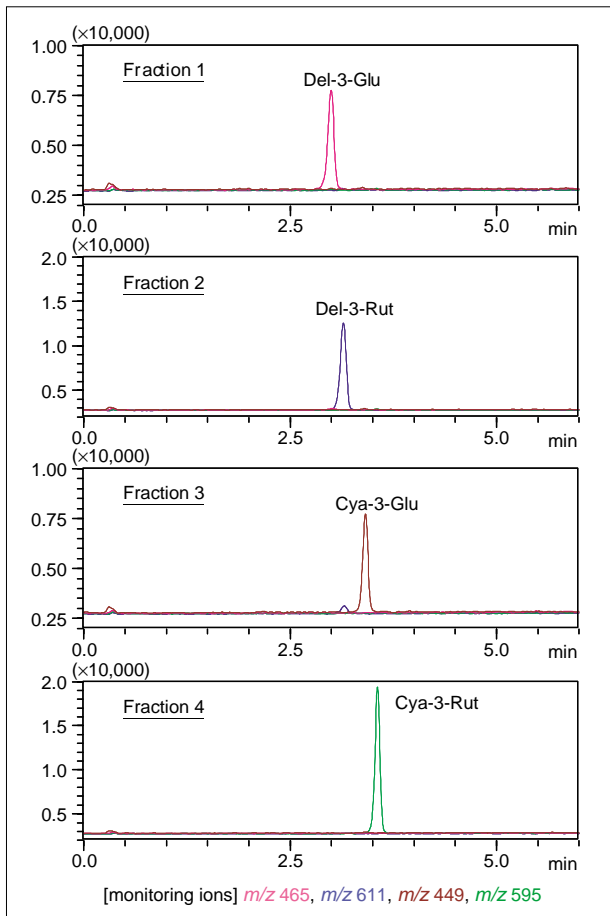 (×10,000)
1.00
Fraction 1
Del-3-Glu
0.75
0.50
0.25
0.0 2.5 5.0 min
(×10,000)
2.0
Fraction 2
Del-3-Rut
1.5
1.0
0.5
0.0 2.5 5.0 min
(×10,000)
1.00
Fraction 3
Cya-3-Glu
0.75
0.50
0.25
0.0 2.5 5.0 min
(×10,000)
2.0
Fraction 4
Cya-3-Rut
1.5
1.0
0.5
0.0 2.5 5.0 min
[monitoring ions] m/z 465, m/z 611, m/z 449, m/z 595